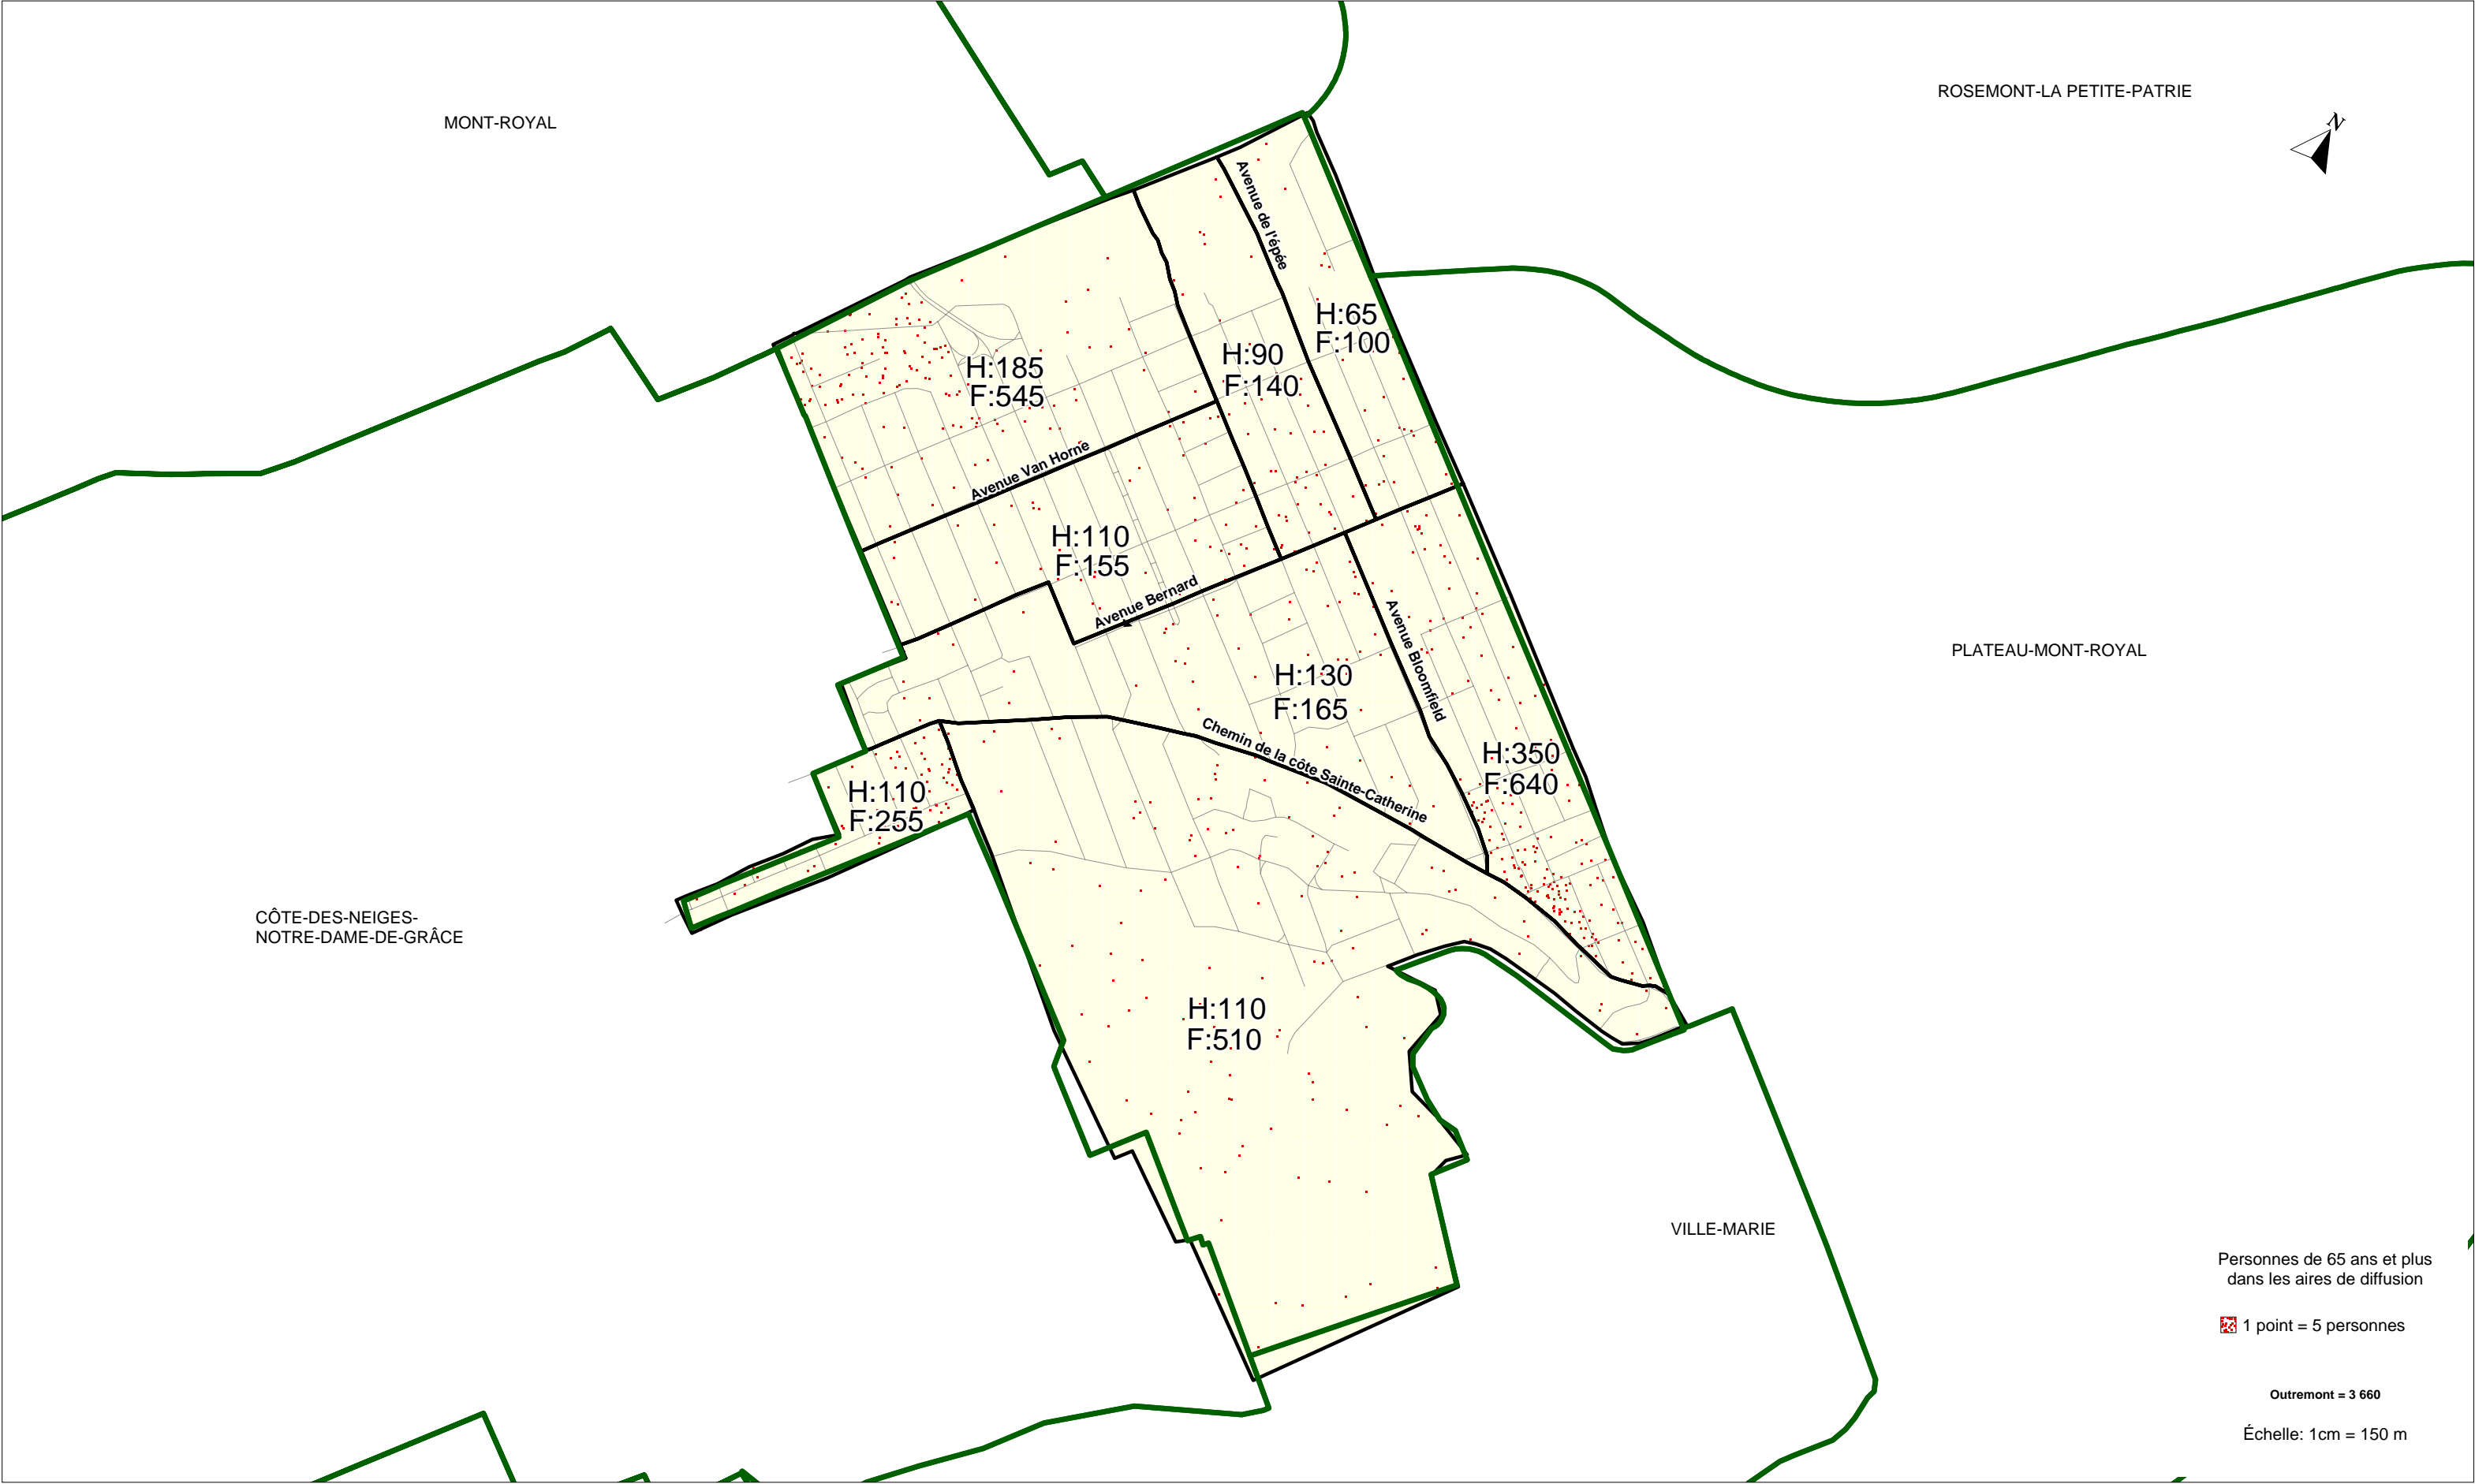 MONT-ROYAL
ROSEMONT-LA PETITE-PATRIE
N
Avenue de l'épée
H:65
F:100
H:90
F:140
H:185
F:545
Avenue Van Horne
H:110
F:155
Avenue Bernard
Avenue Bloomfield
H:130
F:165
PLATEAU-MONT-ROYAL
Chemin de la côte Sainte-Catherine
H:350
F:640
H:110
F:255
CÔTE-DES-NEIGES-
NOTRE-DAME-DE-GRÂCE
H:110
F:510
VILLE-MARIE
Personnes de 65 ans et plus
dans les aires de diffusion
1 point = 5 personnes
Outremont = 3 660
Échelle: 1cm = 150 m